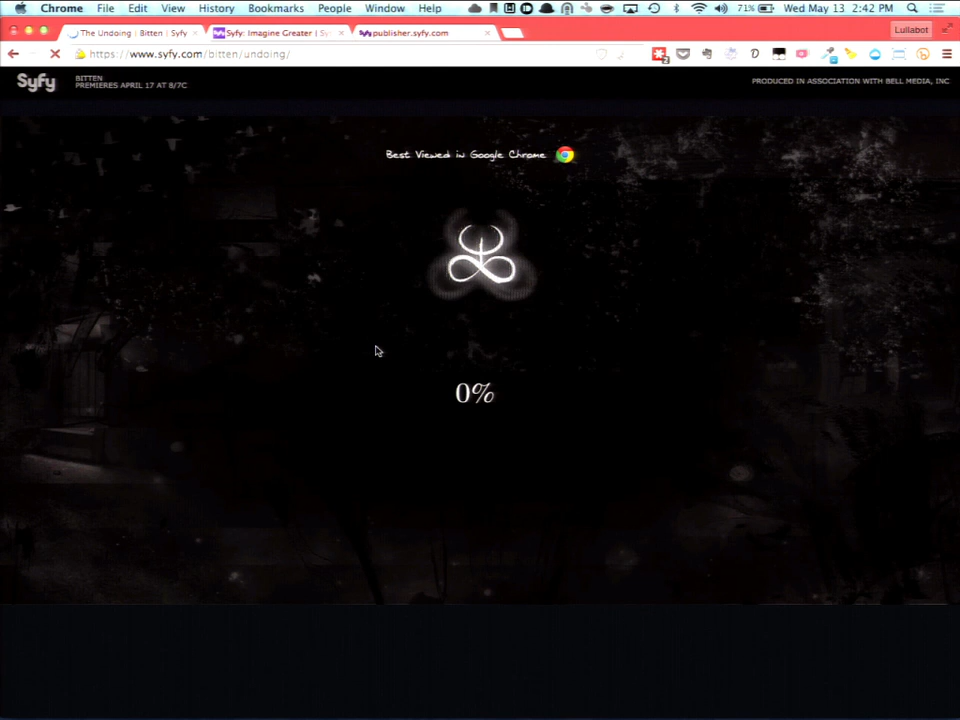 Chrome File Edit View History Bookmarks People Window Help 71% Wed May 13 2:42 PM
The Undoing | Bitten | Syfy Syfy: Imagine Greater | Sy publisher.syfy.com Lullabot
https://www.syfy.com/bitten/undoing/
Syfy
BITTEN
PREMIERES APRIL 17 AT 8/7C
PRODUCED IN ASSOCIATION WITH BELL MEDIA, INC
Best Viewed in Google Chrome
0%